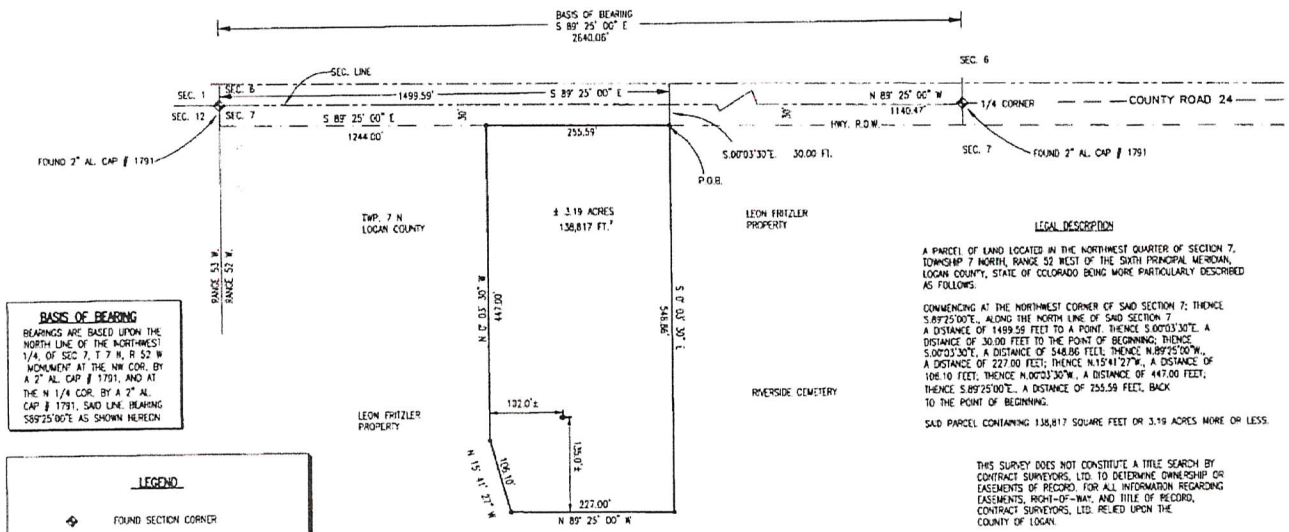 BASIS OF BEARING
S 89° 25' 00" E
2640.06'
SEC. 6
SEC. LINE
SEC. 1
SEC. 6
1499.59'
S 89° 25' 00" E
N 89° 25' 00" W
1140.47'
1/4 CORNER
COUNTY ROAD 24
SEC. 12
SEC. 7
S 89° 25' 00" E
1244.00'
30'
255.59'
30'
HWY. R.O.W.
SEC. 7
FOUND 2" AL. CAP # 1791
S.00°03'30"E. 30.00 FT.
FOUND 2" AL. CAP # 1791
P.O.B.
TWP. 7 N
LOGAN COUNTY
± 3.19 ACRES
138,817 FT.²
LEON FRITZLER
PROPERTY
RANGE 53 W.
RANGE 52 W.
N 0° 03' 30" W
447.00'
S 0° 03' 30" E
548.86'
LEGAL DESCRIPTION
A PARCEL OF LAND LOCATED IN THE NORTHWEST QUARTER OF SECTION 7,
TOWNSHIP 7 NORTH, RANGE 52 WEST OF THE SIXTH PRINCIPAL MERIDIAN,
LOGAN COUNTY, STATE OF COLORADO BEING MORE PARTICULARLY DESCRIBED
AS FOLLOWS:
COMMENCING AT THE NORTHWEST CORNER OF SAID SECTION 7; THENCE
S.89°25'00"E., ALONG THE NORTH LINE OF SAID SECTION 7
A DISTANCE OF 1499.59 FEET TO A POINT. THENCE S.00°03'30"E. A
DISTANCE OF 30.00 FEET TO THE POINT OF BEGINNING; THENCE
S.00°03'30"E, A DISTANCE OF 548.86 FEET; THENCE N.89°25'00"W.,
A DISTANCE OF 227.00 FEET; THENCE N.15°41'27"W., A DISTANCE OF
106.10 FEET; THENCE N.00°03'30"W., A DISTANCE OF 447.00 FEET;
THENCE S.89°25'00"E., A DISTANCE OF 255.59 FEET, BACK
TO THE POINT OF BEGINNING.
SAID PARCEL CONTAINING 138,817 SQUARE FEET OR 3.19 ACRES MORE OR LESS.
BASIS OF BEARING
BEARINGS ARE BASED UPON THE
NORTH LINE OF THE NORTHWEST
1/4, OF SEC 7, T 7 N, R 52 W
MONUMENT AT THE NW COR. BY
A 2" AL. CAP # 1791, AND AT
THE N 1/4 COR. BY A 2" AL.
CAP # 1791, SAID LINE BEARING
S89°25'00"E AS SHOWN HEREON
LEON FRITZLER
PROPERTY
132.0'±
135.0'±
RIVERSIDE CEMETERY
N 15° 41' 27" W
106.10'
227.00'
N 89° 25' 00" W
LEGEND
FOUND SECTION CORNER
THIS SURVEY DOES NOT CONSTITUTE A TITLE SEARCH BY
CONTRACT SURVEYORS, LTD. TO DETERMINE OWNERSHIP OR
EASEMENTS OF RECORD. FOR ALL INFORMATION REGARDING
EASEMENTS, RIGHT-OF-WAY, AND TITLE OF RECORD,
CONTRACT SURVEYORS, LTD. RELIED UPON THE
COUNTY OF LOGAN.